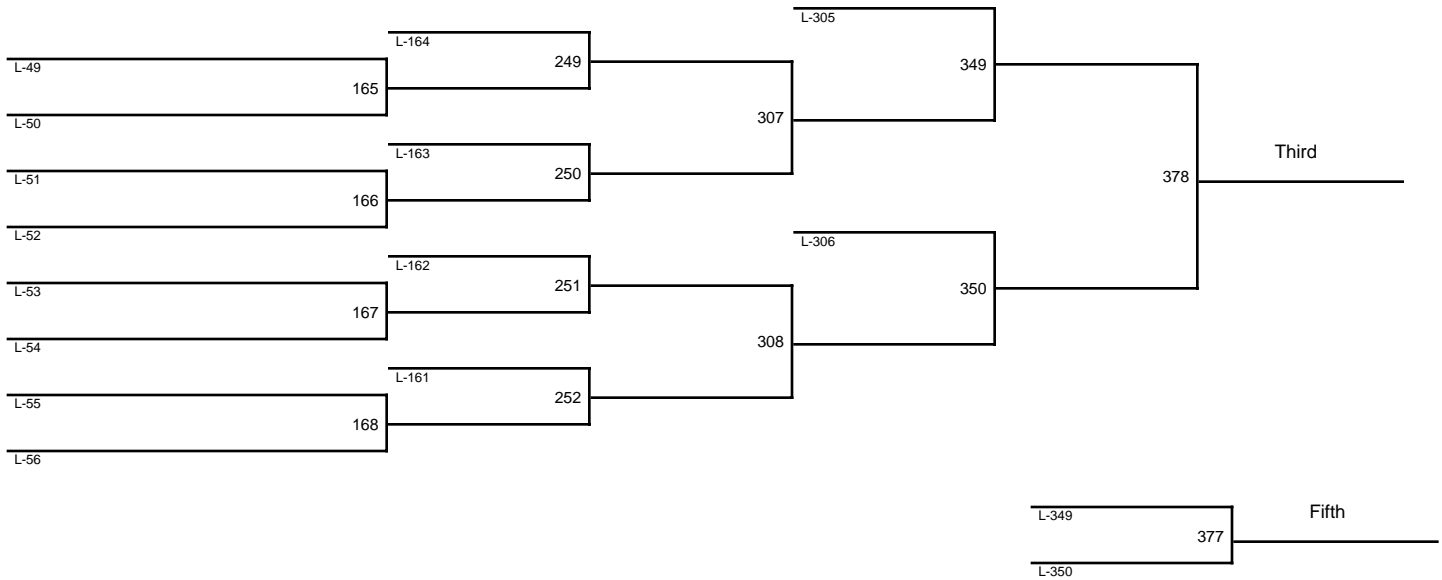 L-305
L-164
249
349
L-49
165
L-50
307
L-163
Third
L-51
250
378
166
L-52
L-306
L-162
L-53
251
350
167
L-54
308
L-161
L-55
252
168
L-56
L-349
Fifth
377
L-350